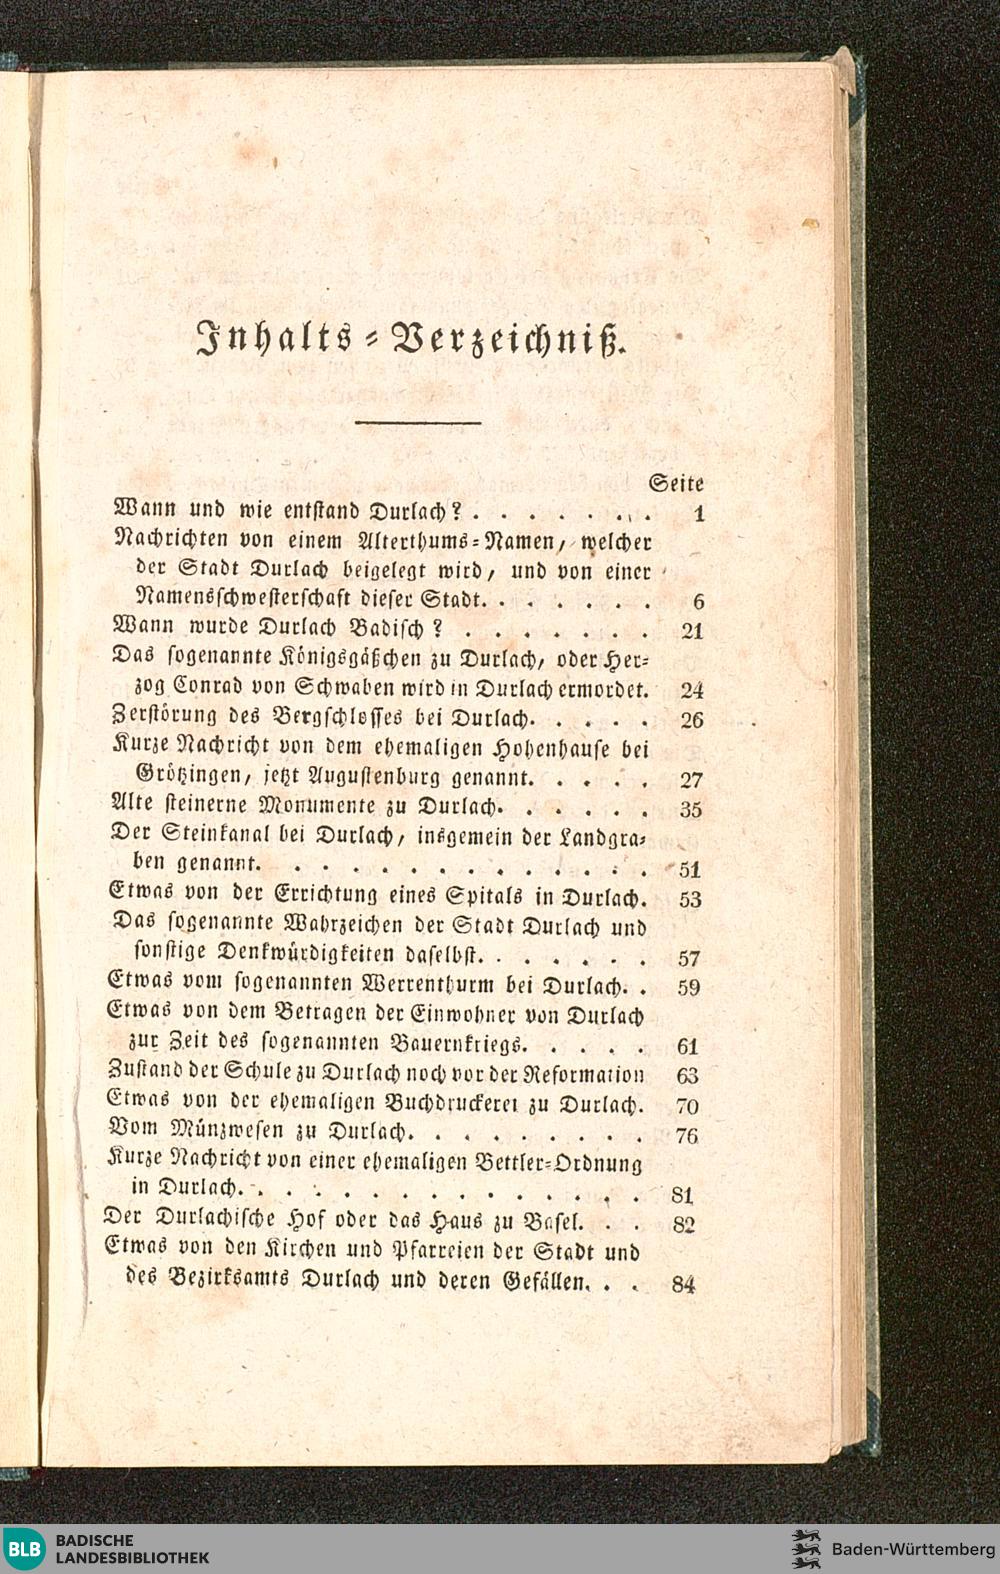 Inhalts-Verzeichniß.
Seite
Wann und wie entstand Durlach? . . . . . . . 1
Nachrichten von einem Alterthums-Namen, welcher
der Stadt Durlach beigelegt wird, und von einer
Namensschwesterschaft dieser Stadt. . . . . . . 6
Wann wurde Durlach Badisch? . . . . . . . 21
Das sogenannte Königsgäßchen zu Durlach, oder Her-
zog Conrad von Schwaben wird in Durlach ermordet. 24
Zerstörung des Bergschlosses bei Durlach. . . . . 26
Kurze Nachricht von dem ehemaligen Hohenhause bei
Grötzingen, jetzt Augustenburg genannt. . . . . 27
Alte steinerne Monumente zu Durlach. . . . . . 35
Der Steinkanal bei Durlach, insgemein der Landgra-
ben genannt. . . . . . . . . . . . . . 51
Etwas von der Errichtung eines Spitals in Durlach. 53
Das sogenannte Wahrzeichen der Stadt Durlach und
sonstige Denkwürdigkeiten daselbst. . . . . . . 57
Etwas vom sogenannten Werrenthurm bei Durlach. . 59
Etwas von dem Betragen der Einwohner von Durlach
zur Zeit des sogenannten Bauernkriegs. . . . . 61
Zustand der Schule zu Durlach noch vor der Reformation 63
Etwas von der ehemaligen Buchdruckerei zu Durlach. 70
Vom Münzwesen zu Durlach. . . . . . . . . 76
Kurze Nachricht von einer ehemaligen Bettler-Ordnung
in Durlach. . . . . . . . . . . . . . . 81
Der Durlachische Hof oder das Haus zu Basel. . . 82
Etwas von den Kirchen und Pfarreien der Stadt und
des Bezirksamts Durlach und deren Gefällen. . . 84
BLB BADISCHE
LANDESBIBLIOTHEK
Baden-Württemberg